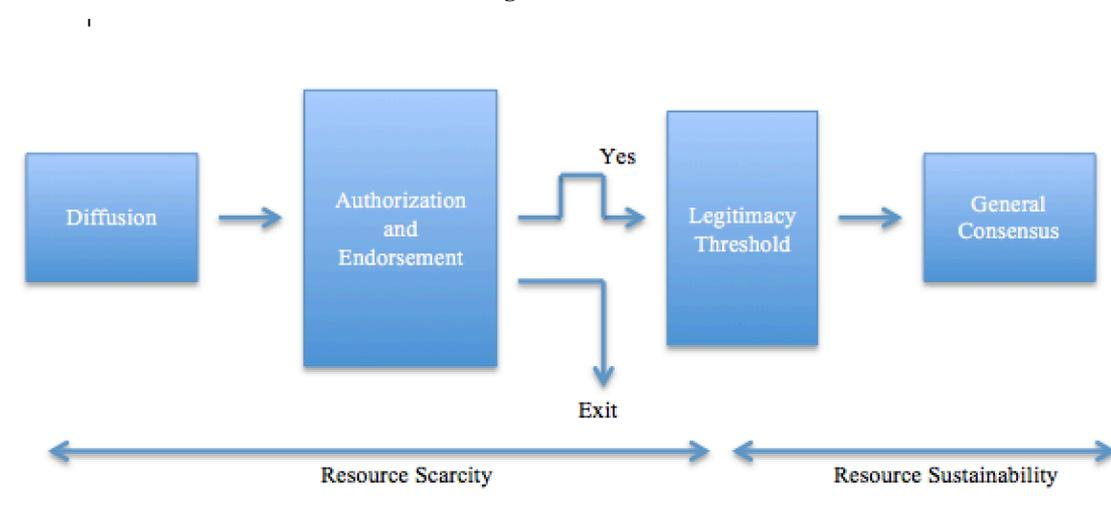 Diffusion
Authorization
and
Endorsement
Yes
Exit
Legitimacy
Threshold
General
Consensus
Resource Scarcity
Resource Sustainability